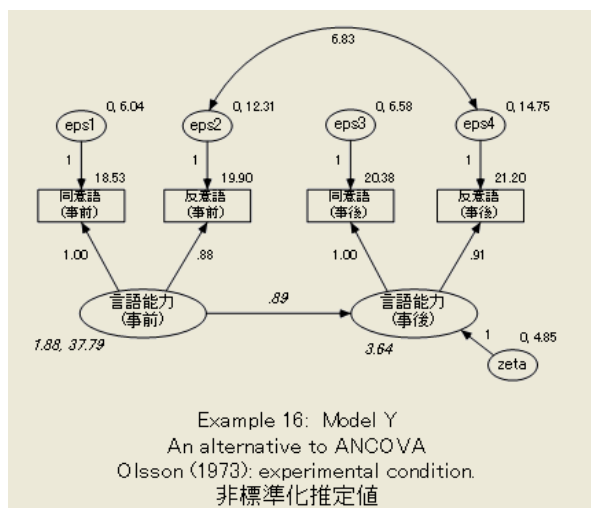 6.83
0, 6.04
0, 12.31
0, 6.58
0, 14.75
eps1
eps2
eps3
eps4
1
1
1
1
18.53
19.90
20.38
21.20
同意語
(事前)
反意語
(事前)
同意語
(事後)
反意語
(事後)
1.00
.88
1.00
.91
言語能力
(事前)
.89
言語能力
(事後)
1.88, 37.79
3.64
1
0, 4.85
zeta
Example 16: Model Y
An alternative to ANCOVA
Olsson (1973): experimental condition.
非標準化推定値